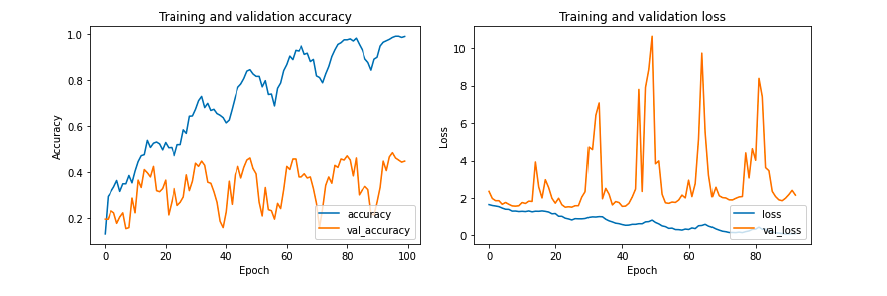 Training and validation accuracy
1.0
0.8
0.6
0.4
0.2
Accuracy
0
20
40
60
80
100
Epoch
accuracy
val_accuracy
Training and validation loss
10
8
6
4
2
0
Loss
0
20
40
60
80
Epoch
loss
val_loss